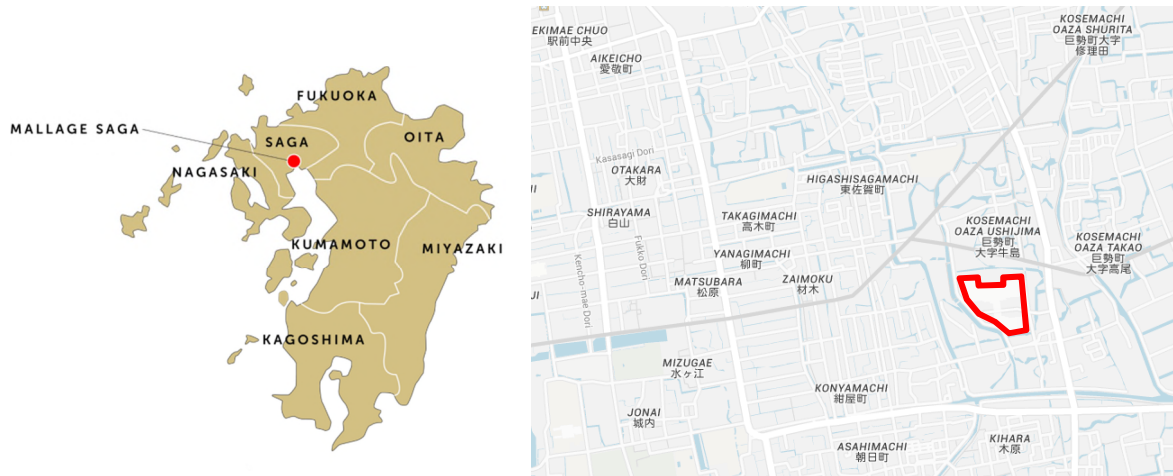 FUKUOKA
MALLAGE SAGA
SAGA
OITA
NAGASAKI
KUMAMOTO
MIYAZAKI
KAGOSHIMA
EKIMAE CHUO
駅前中央
AIKEICHO
愛敬町
KOSEMACHI
OAZA SHURITA
巨勢町大字
修理田
Kasasagi Dori
OTAKARA
大財
HIGASHISAGAMACHI
東佐賀町
JI
SHIRAYAMA
白山
TAKAGIMACHI
高木町
KOSEMACHI
OAZA USHIJIMA
巨勢町
大字牛島
KOSEMACHI
OAZA TAKAO
巨勢町
大字高尾
Fukko Dori
Kencho-mae Dori
YANAGIMACHI
柳町
MATSUBARA
松原
ZAIMOKU
材木
JI
MIZUGAE
水ヶ江
KONYAMACHI
紺屋町
JONAI
城内
ASAHIMACHI
朝日町
KIHARA
木原